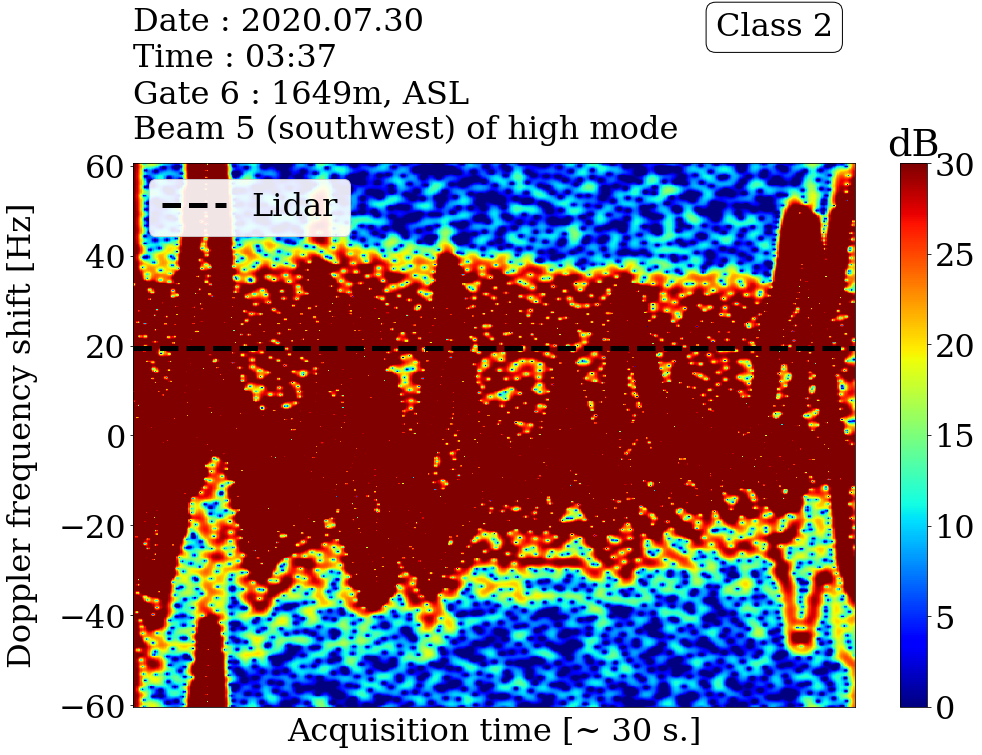 Date : 2020.07.30
Time : 03:37
Gate 6 : 1649m, ASL
Beam 5 (southwest) of high mode
Class 2
dB
Lidar
Doppler frequency shift [Hz]
60
40
20
0
−20
−40
−60
Acquisition time [~ 30 s.]
30
25
20
15
10
5
0